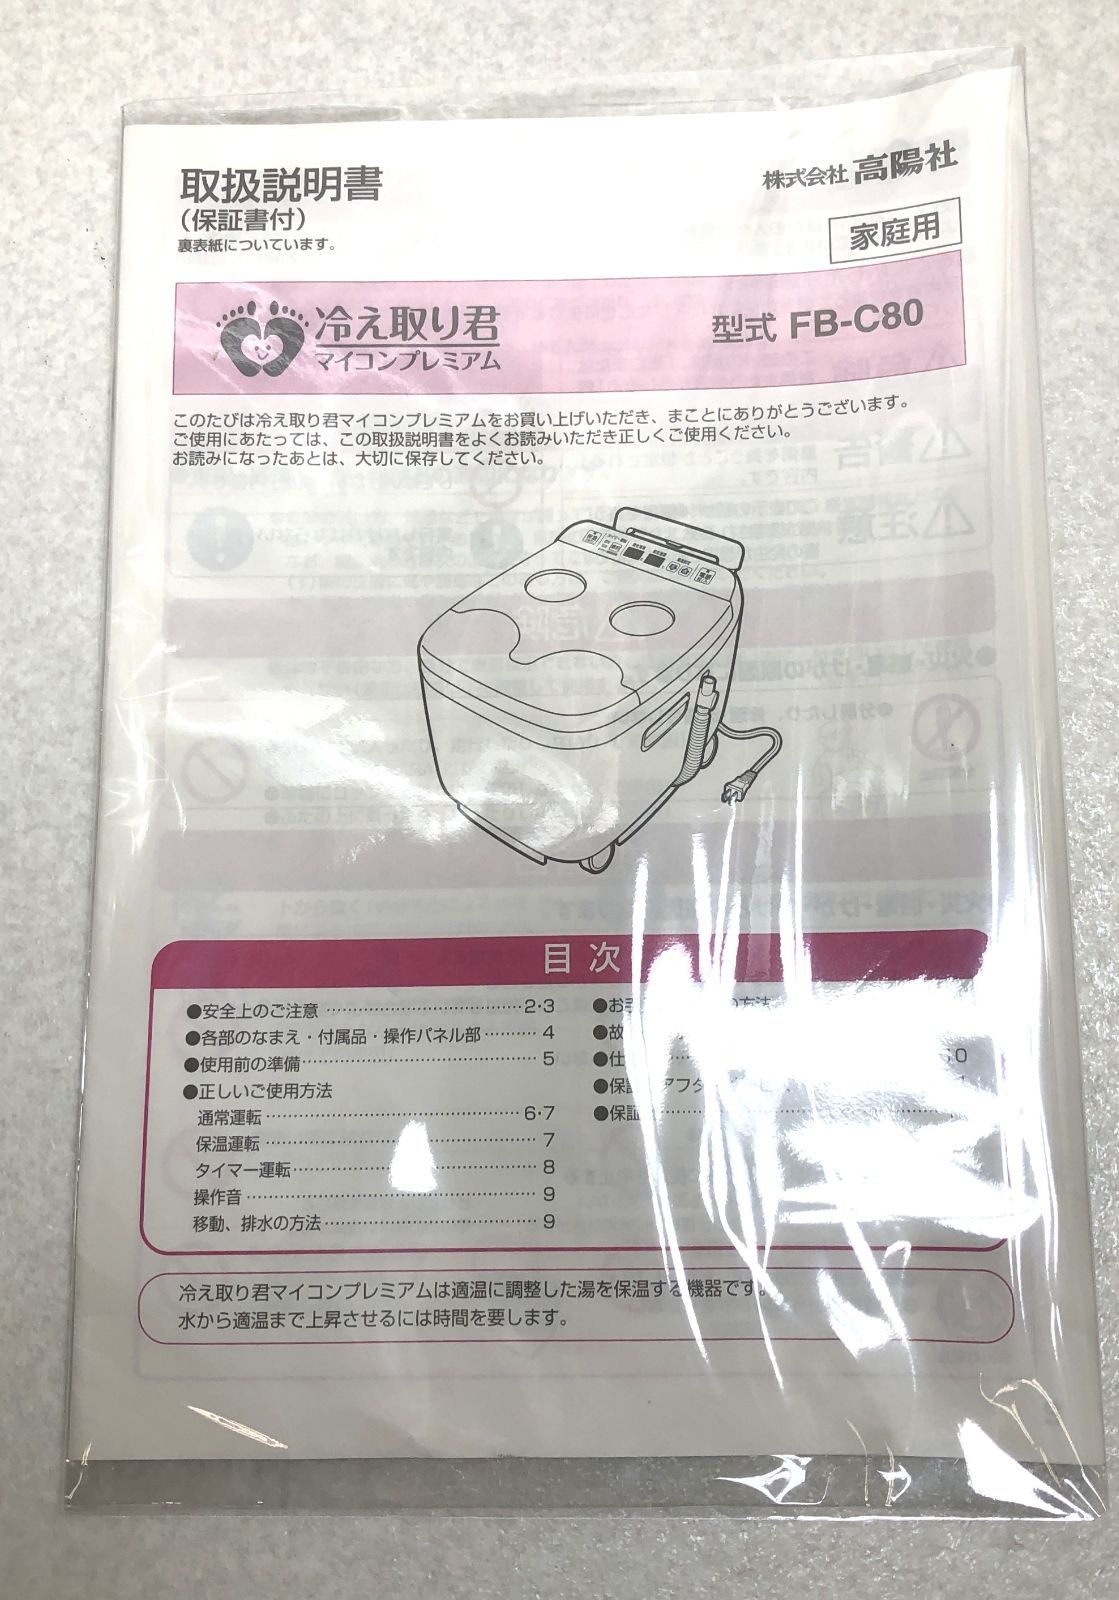 取扱説明書
(保証書付)
裏表紙についています。
株式会社 高陽社
家庭用
冷え取り君
マイコンプレミアム
型式 FB-C80
このたびは冷え取り君マイコンプレミアムをお買い上げいただき、まことにありがとうございます。
ご使用にあたっては、この取扱説明書をよくお読みいただき正しくご使用ください。
お読みになったあとは、大切に保存してください。
目次
●安全上のご注意 2・3
●各部のなまえ・付属品・操作パネル部 4
●使用前の準備 5
●正しいご使用方法
通常運転 6・7
保温運転 7
タイマー運転 8
操作音 9
移動、排水の方法 9
●お の方法
●故
●仕
●保 アフタ
●保証
冷え取り君マイコンプレミアムは適温に調整した湯を保温する機器です。
水から適温まで上昇させるには時間を要します。